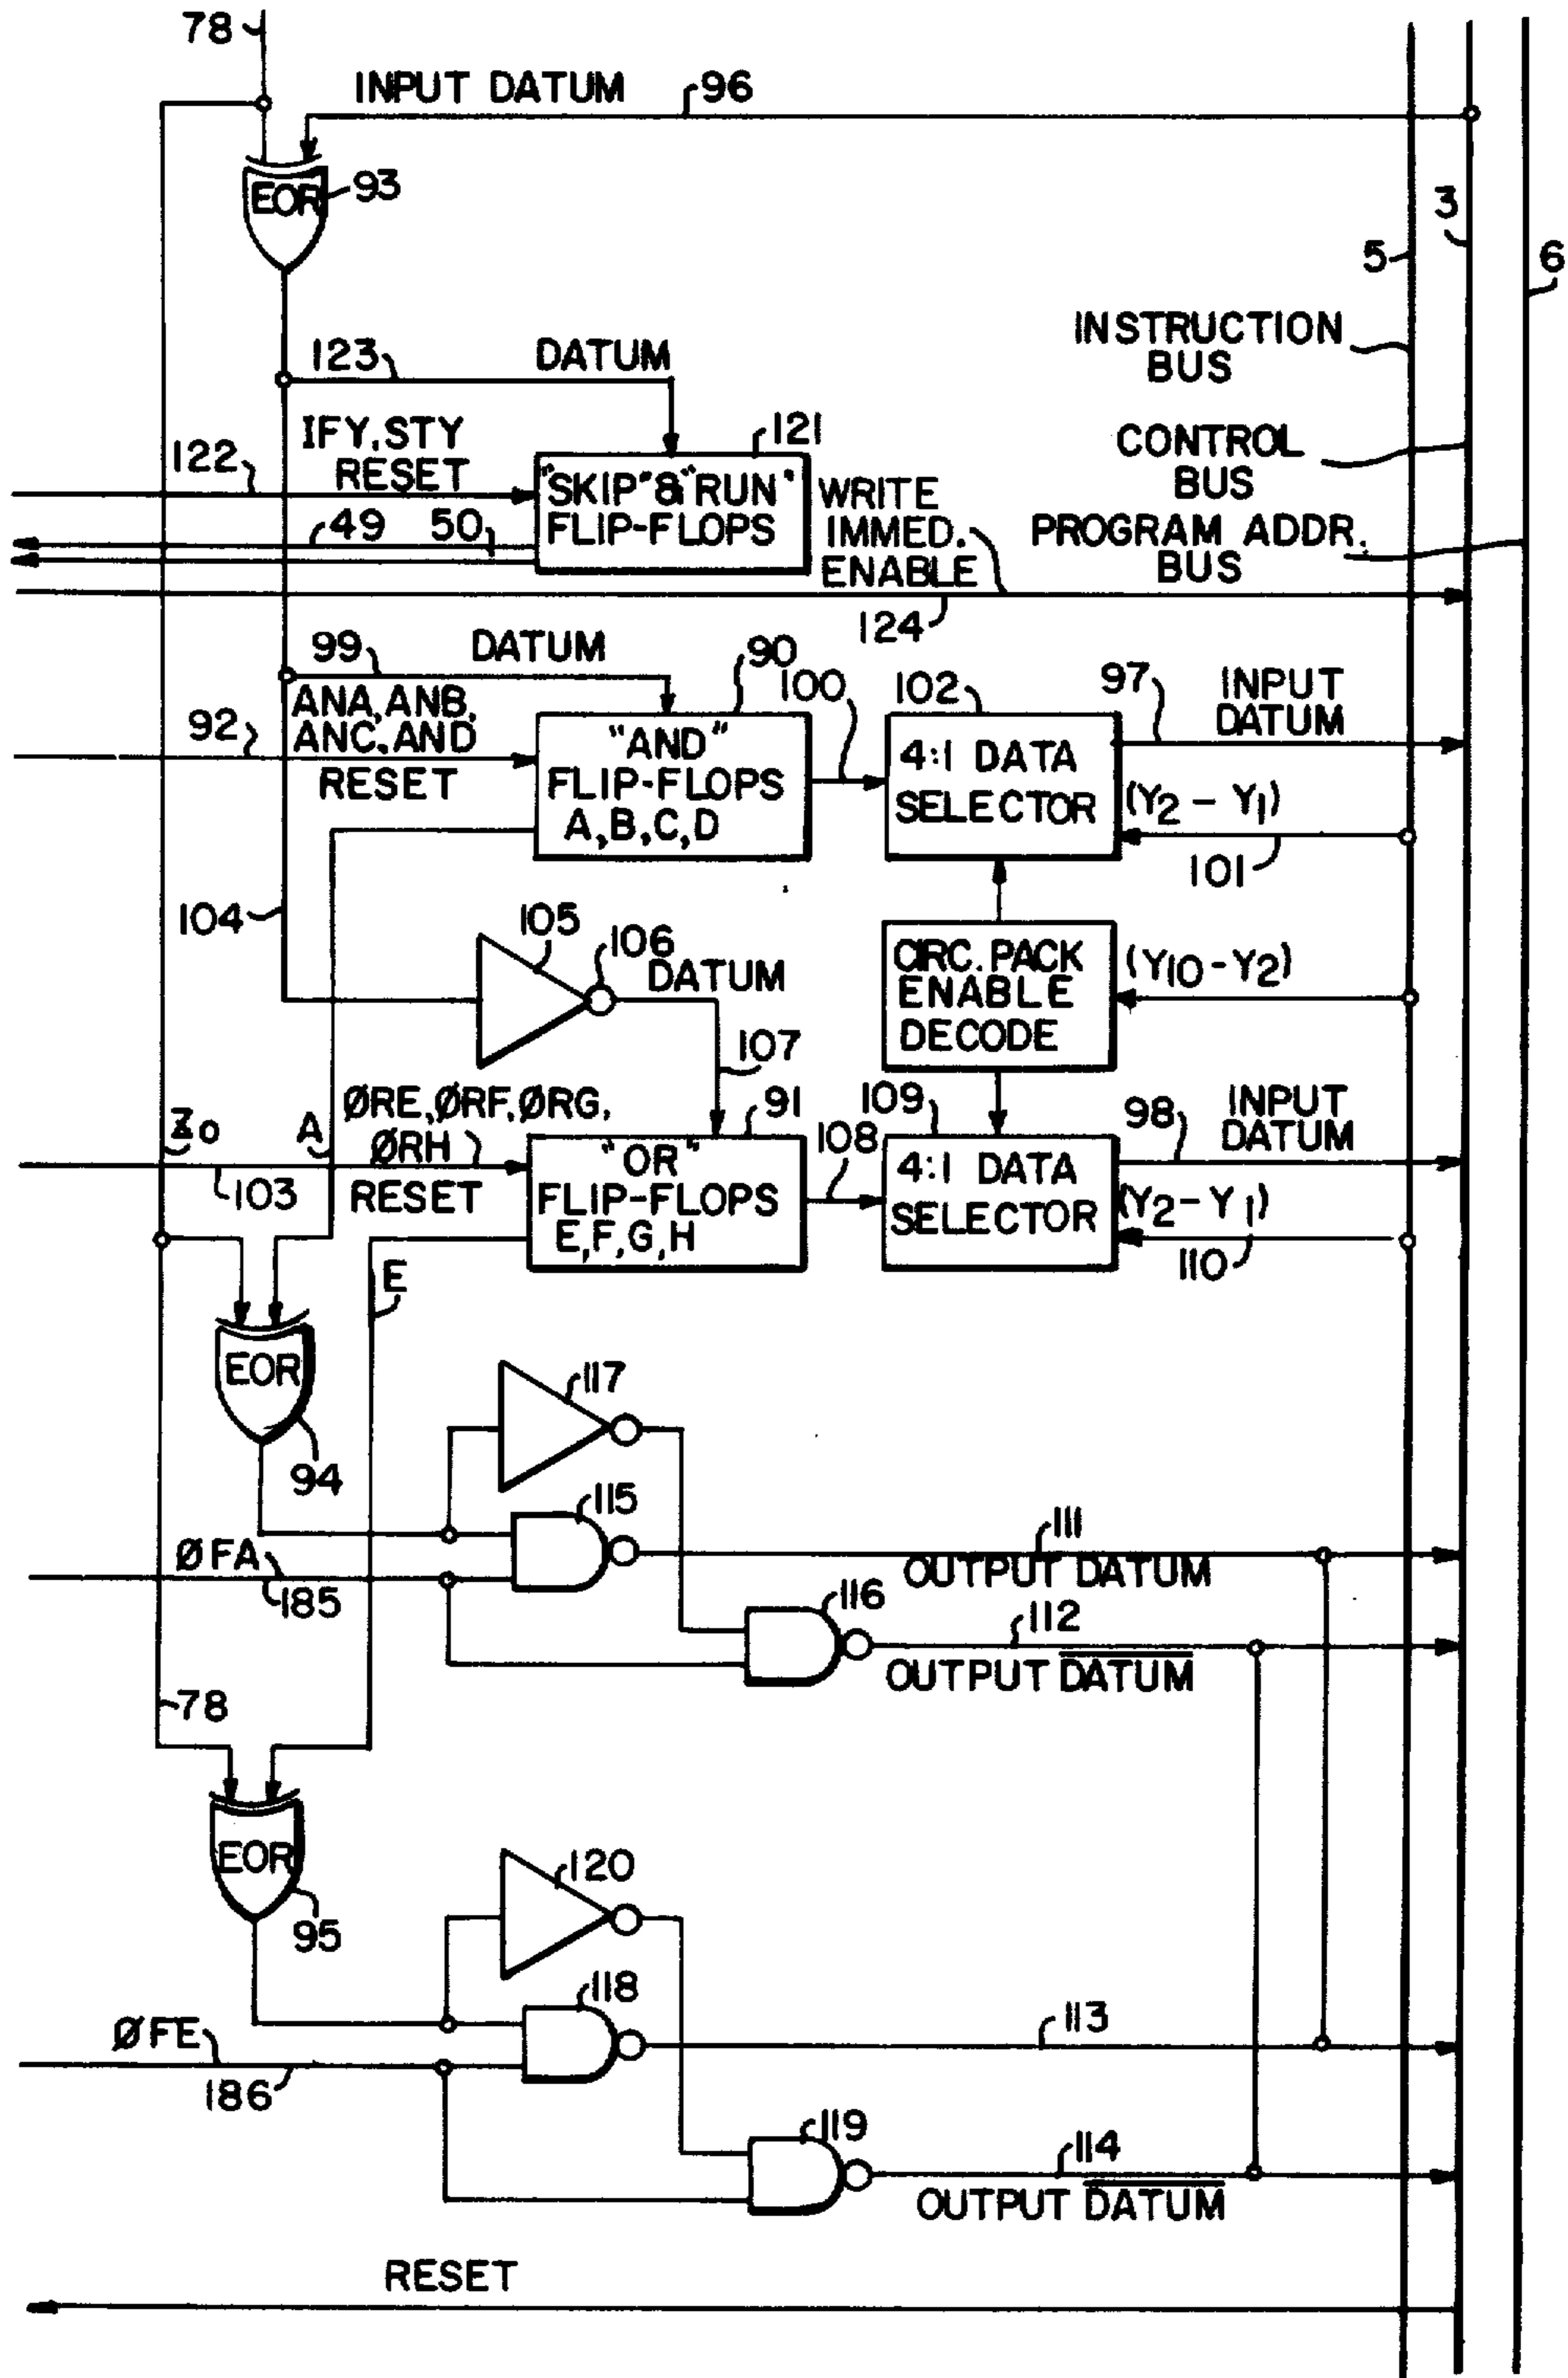 78
INPUT DATUM
96
EOR
93
3
5
6
INSTRUCTION
BUS
123
DATUM
IFY, STY
RESET
122
121
"SKIP" & "RUN"
FLIP-FLOPS
49
50
CONTROL
BUS
WRITE
IMMED.
ENABLE
PROGRAM ADDR.
BUS
124
99
DATUM
90
100
102
97
INPUT
DATUM
92
ANA, ANB,
ANC, AND
RESET
"AND"
FLIP-FLOPS
A, B, C, D
4:1 DATA
SELECTOR
(Y2 - Y1)
101
104
105
106
DATUM
107
CIRC. PACK
ENABLE
DECODE
(Y10 - Y2)
Z0
A
ØRE, ØRF, ØRG,
ØRH
RESET
103
91
108
109
98
INPUT
DATUM
"OR"
FLIP-FLOPS
E, F, G, H
4:1 DATA
SELECTOR
(Y2 - Y1)
110
E
EOR
94
117
115
ØFA
185
111
OUTPUT DATUM
116
112
OUTPUT D̅A̅T̅U̅M̅
78
EOR
95
120
118
ØFE
186
113
119
114
OUTPUT D̅A̅T̅U̅M̅
RESET